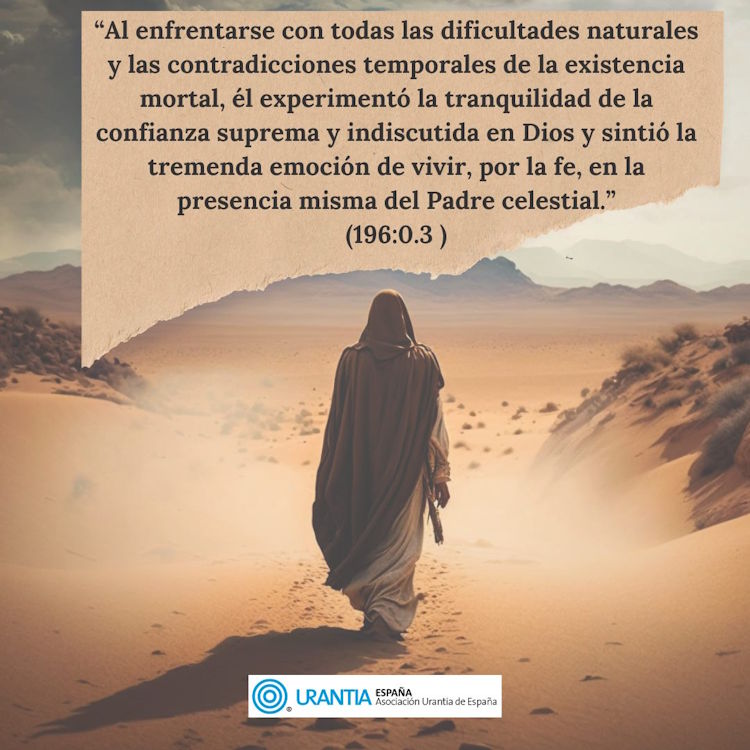 “Al enfrentarse con todas las dificultades naturales
y las contradicciones temporales de la existencia
mortal, él experimentó la tranquilidad de la
confianza suprema y indiscutida en Dios y sintió la
tremenda emoción de vivir, por la fe, en la
presencia misma del Padre celestial.”
(196:0.3 )
® URANTIA ESPAÑA
Asociación Urantia de España